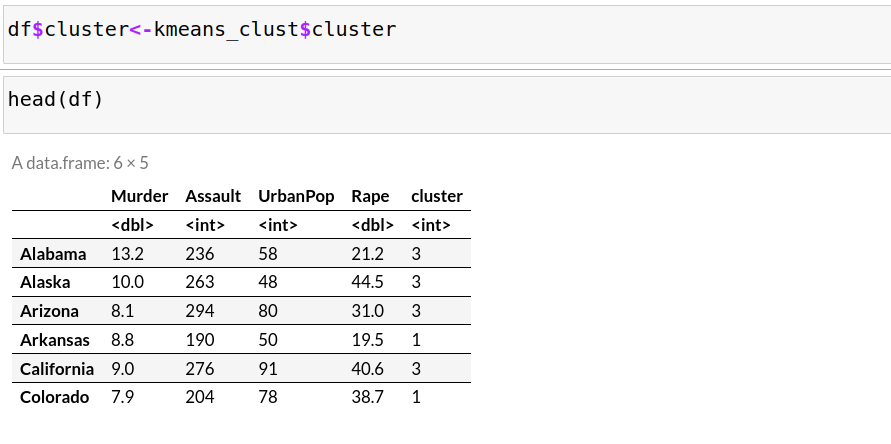 df$cluster<-kmeans_clust$cluster
head(df)
A data.frame: 6 × 5
Murder Assault UrbanPop Rape cluster
<dbl> <int> <int> <dbl> <int>
Alabama 13.2 236 58 21.2 3
Alaska 10.0 263 48 44.5 3
Arizona 8.1 294 80 31.0 3
Arkansas 8.8 190 50 19.5 1
California 9.0 276 91 40.6 3
Colorado 7.9 204 78 38.7 1